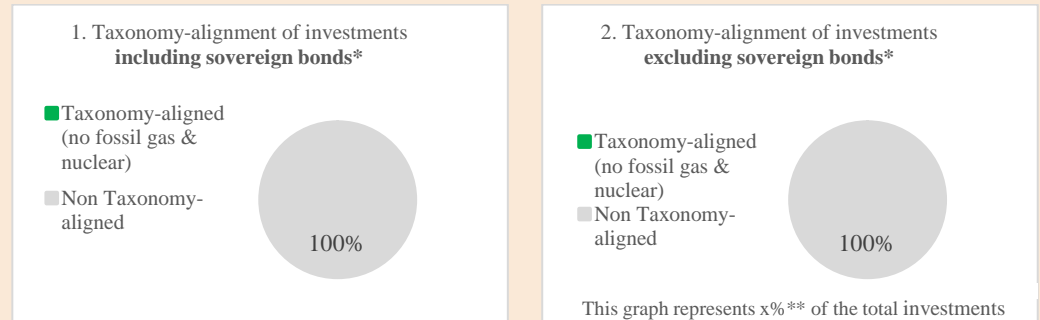 1. Taxonomy-alignment of investments
including sovereign bonds*
Taxonomy-aligned
(no fossil gas &
nuclear)
Non Taxonomy-
aligned
100%
2. Taxonomy-alignment of investments
excluding sovereign bonds*
Taxonomy-aligned
(no fossil gas &
nuclear)
Non Taxonomy-
aligned
100%
This graph represents x%** of the total investments